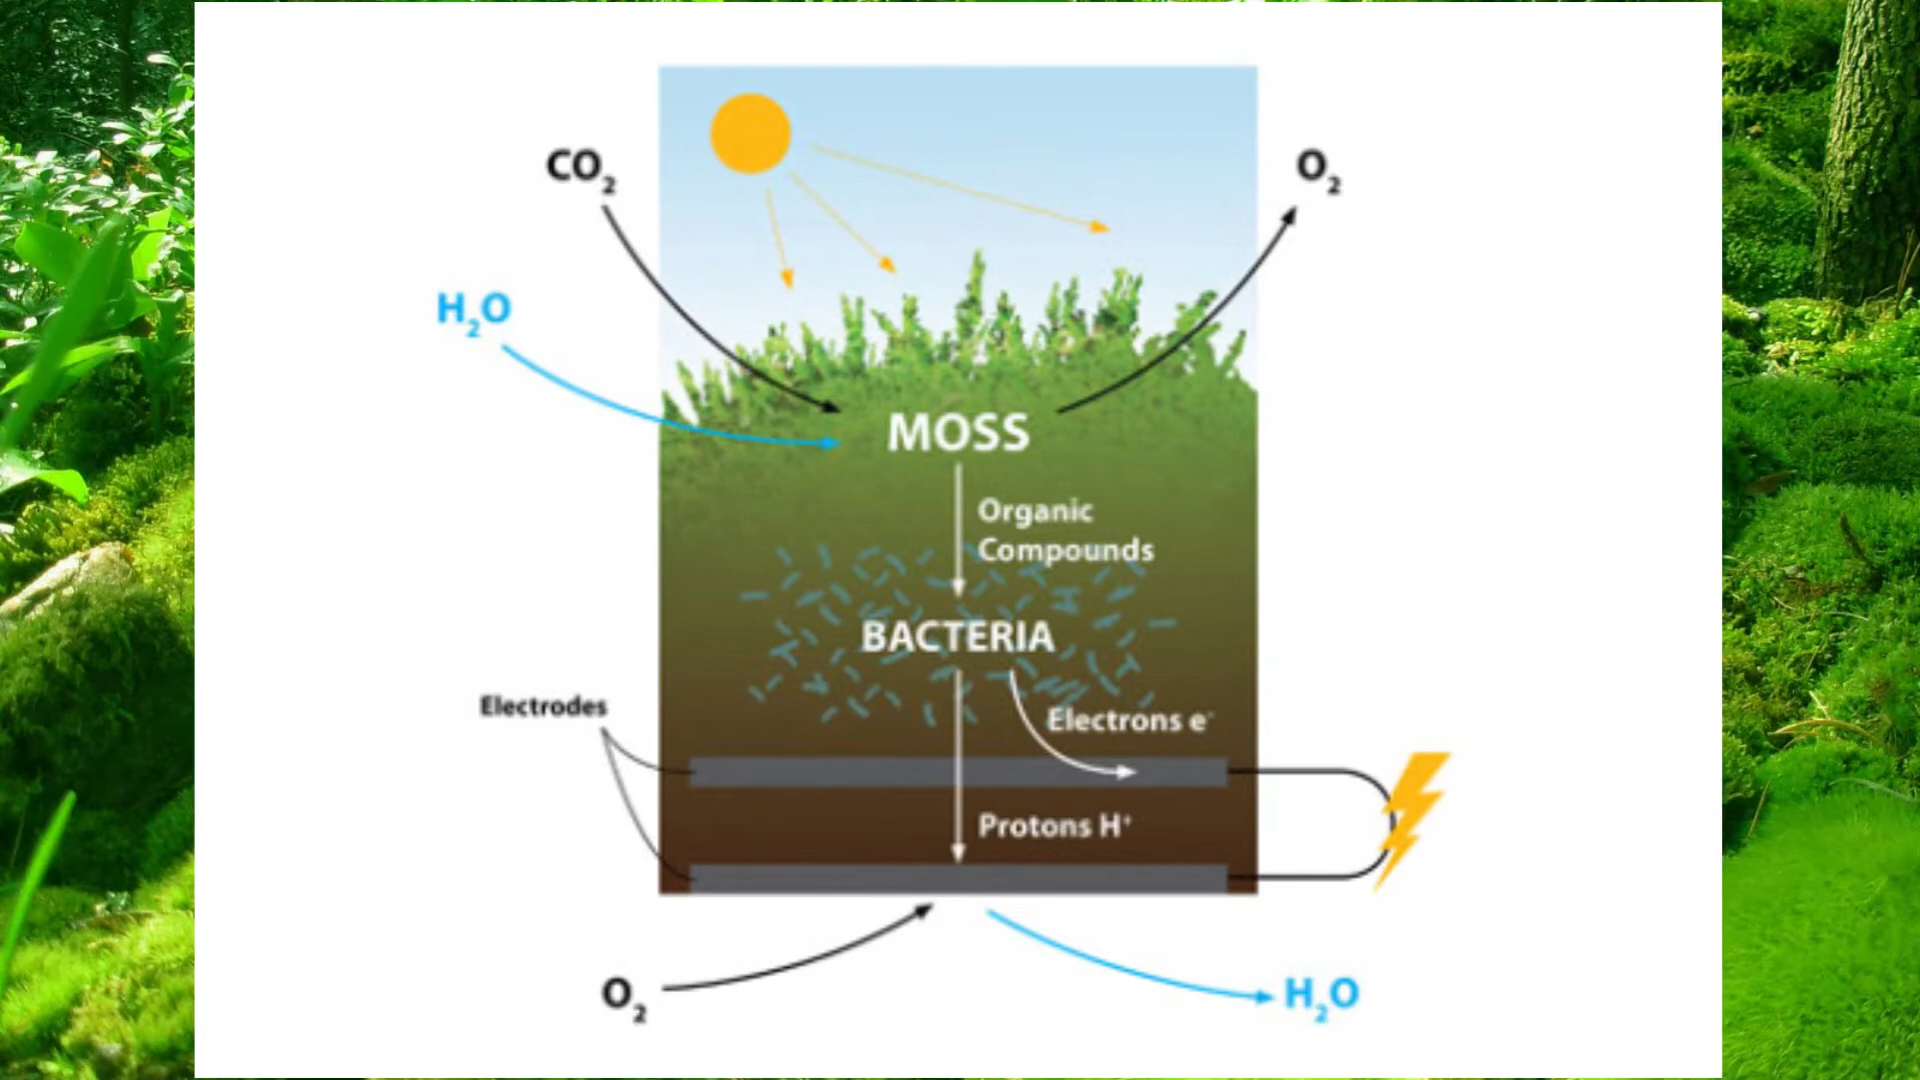 CO₂
O₂
H₂O
MOSS
Organic
Compounds
BACTERIA
Electrodes
Electrons e⁻
Protons H⁺
O₂
H₂O